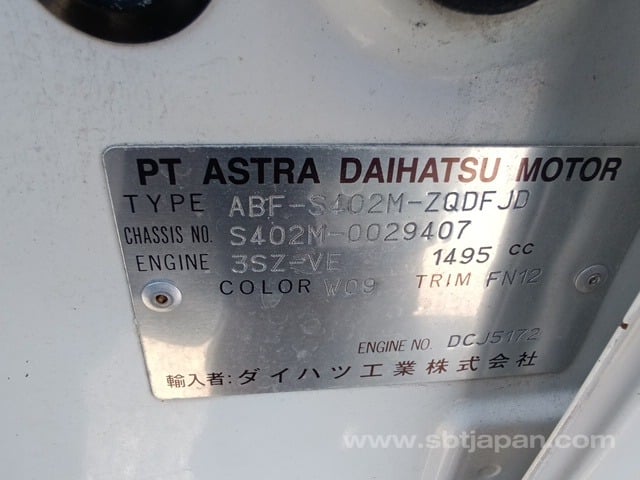 PT ASTRA DAIHATSU MOTOR
TYPE ABF-S402M-ZQDFJD
CHASSIS NO. S402M-0029407
ENGINE 3SZ-VE 1495 CC
COLOR W09 TRIM FN12
ENGINE NO. DCJ5172
輸入者: ダイハツ工業株式会社
www.sbtjapan.com